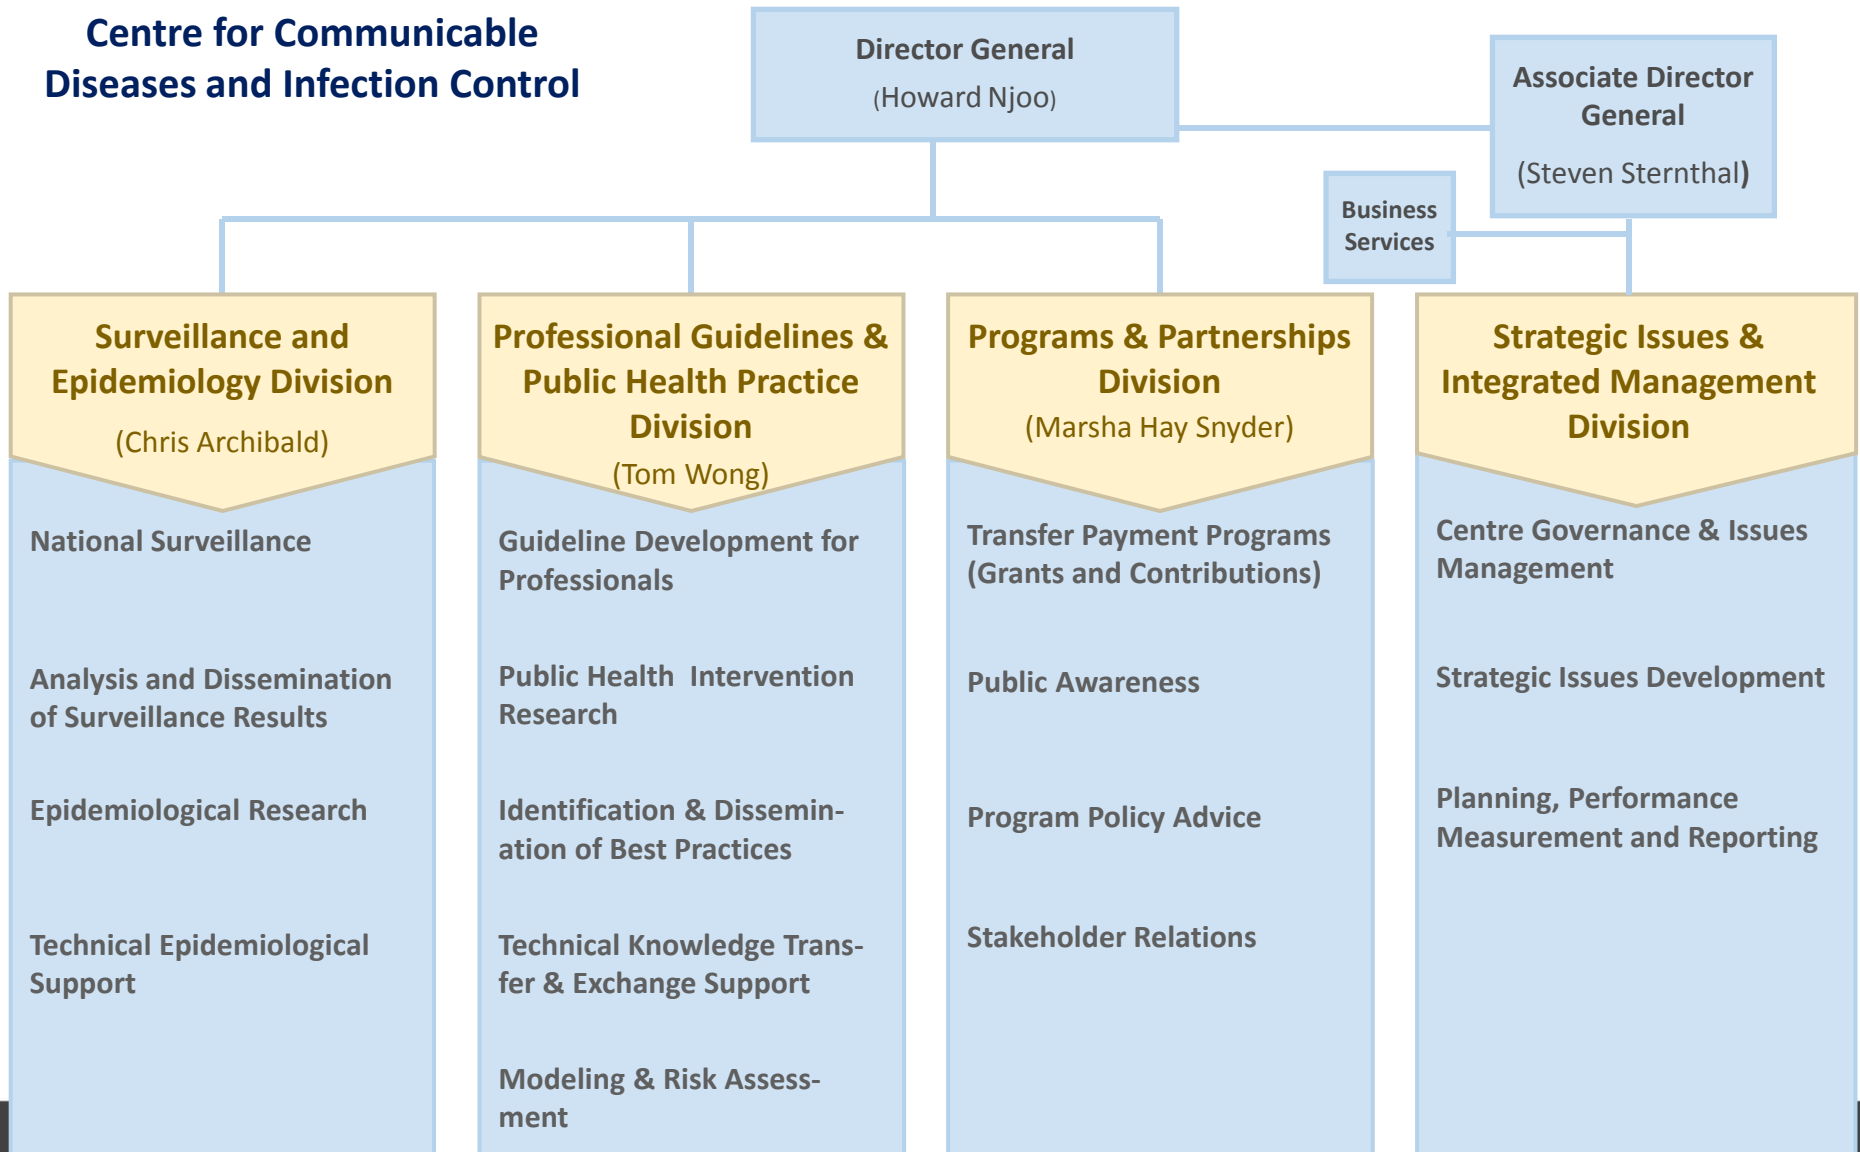 Centre for Communicable
Diseases and Infection Control
Director General
(Howard Njoo)
Associate Director
General
(Steven Sternthal)
Business
Services
Surveillance and
Epidemiology Division
(Chris Archibald)
National Surveillance
Analysis and Dissemination
of Surveillance Results
Epidemiological Research
Technical Epidemiological
Support
Professional Guidelines &
Public Health Practice
Division
(Tom Wong)
Guideline Development for
Professionals
Public Health  Intervention
Research
Identification & Dissemin-
ation of Best Practices
Technical Knowledge Trans-
fer & Exchange Support
Modeling & Risk Assess-
ment
Programs & Partnerships
Division
(Marsha Hay Snyder)
Transfer Payment Programs
(Grants and Contributions)
Public Awareness
Program Policy Advice
Stakeholder Relations
Strategic Issues &
Integrated Management
Division
Centre Governance & Issues
Management
Strategic Issues Development
Planning, Performance
Measurement and Reporting